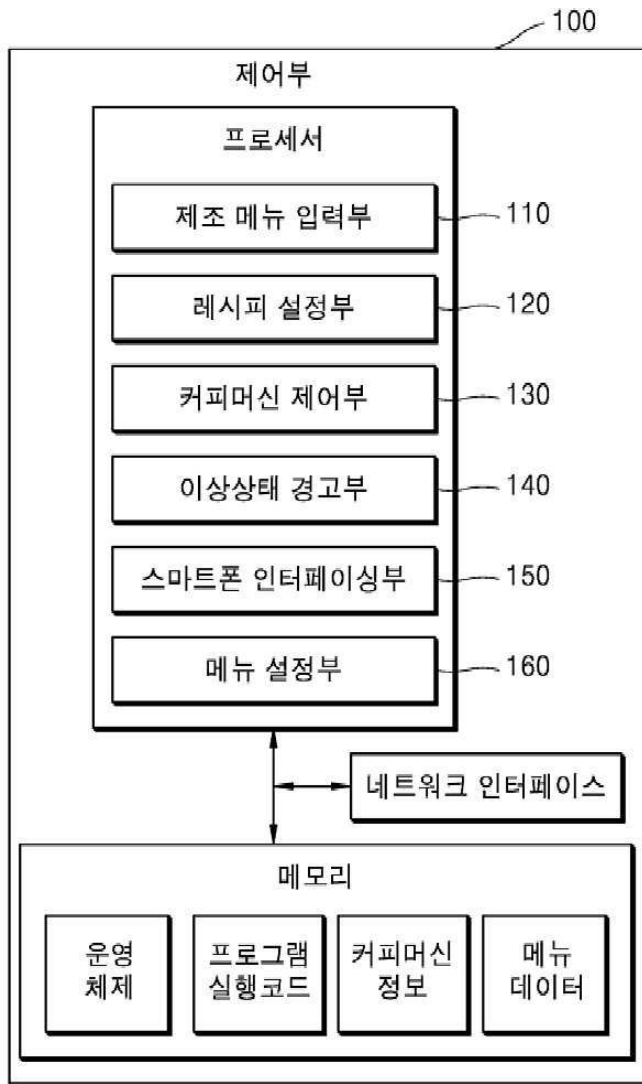 100
제어부
프로세서
제조 메뉴 입력부
110
레시피 설정부
120
커피머신 제어부
130
이상상태 경고부
140
스마트폰 인터페이싱부
150
메뉴 설정부
160
네트워크 인터페이스
메모리
운영
체제
프로그램
실행코드
커피머신
정보
메뉴
데이터